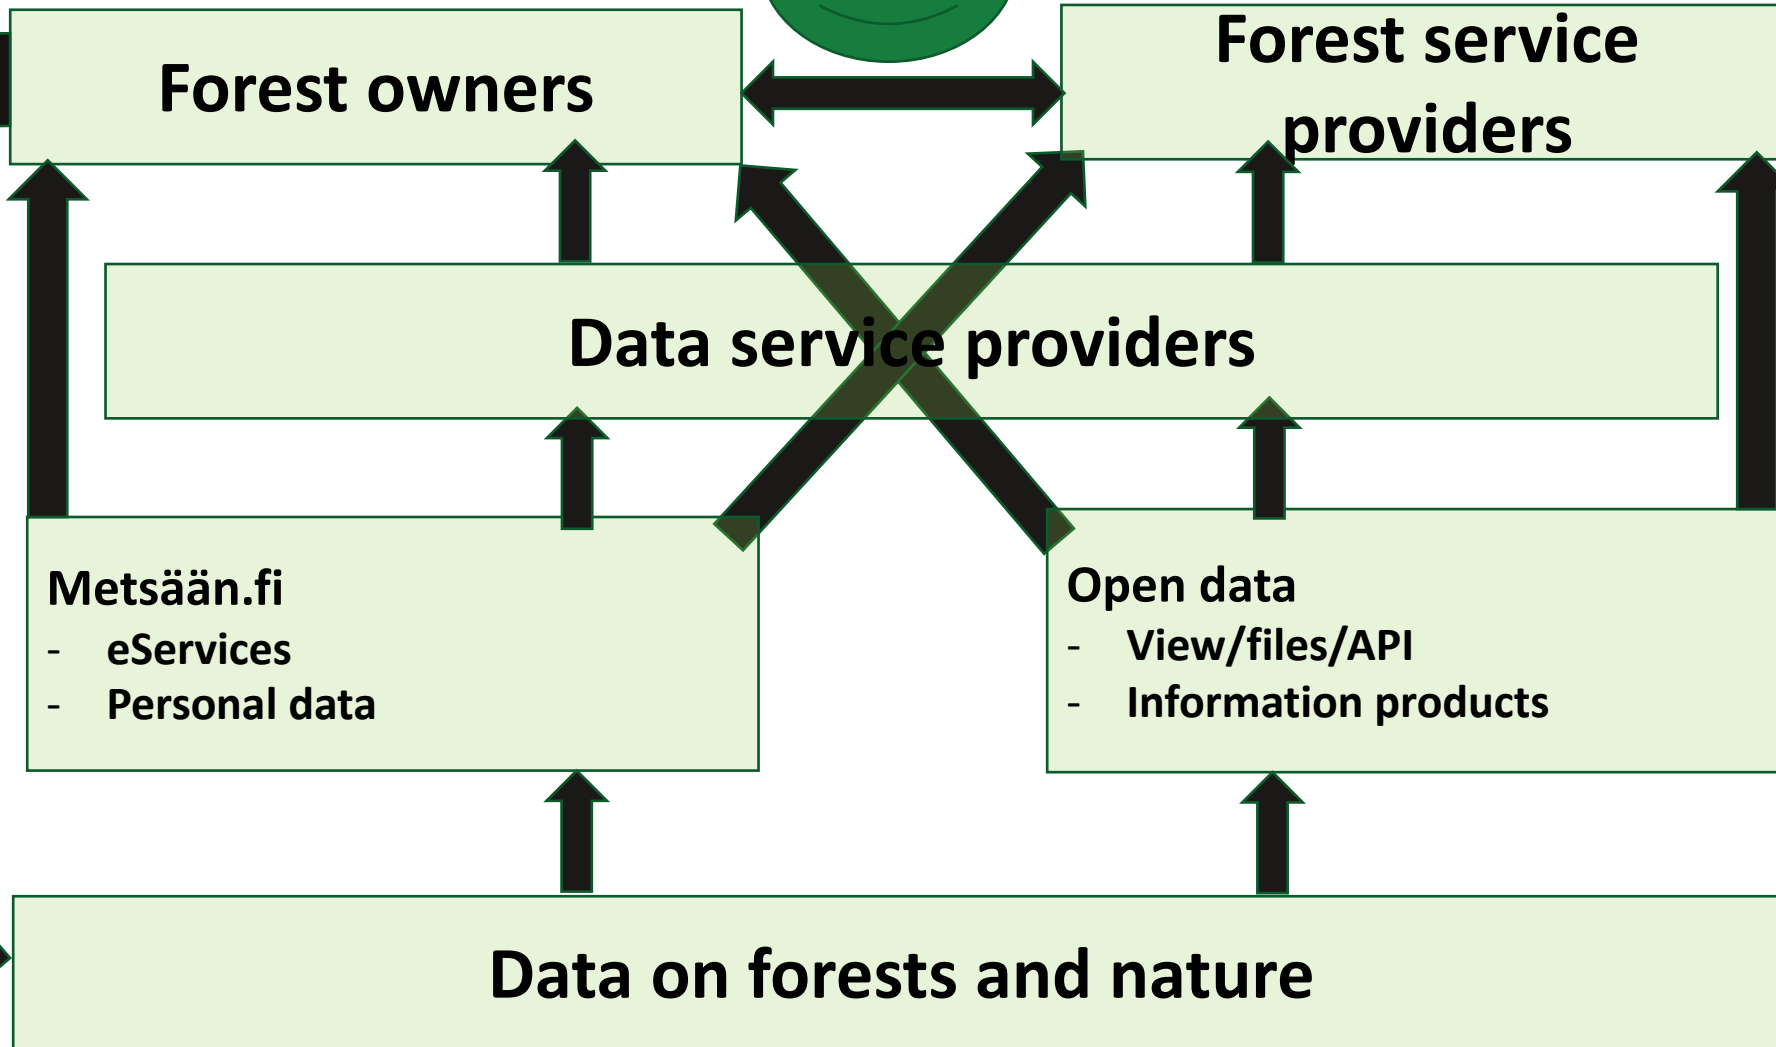 Forest owners
Forest service
providers
Data service providers
Metsään.fi
- eServices
- Personal data
Open data
- View/files/API
- Information products
Data on forests and nature